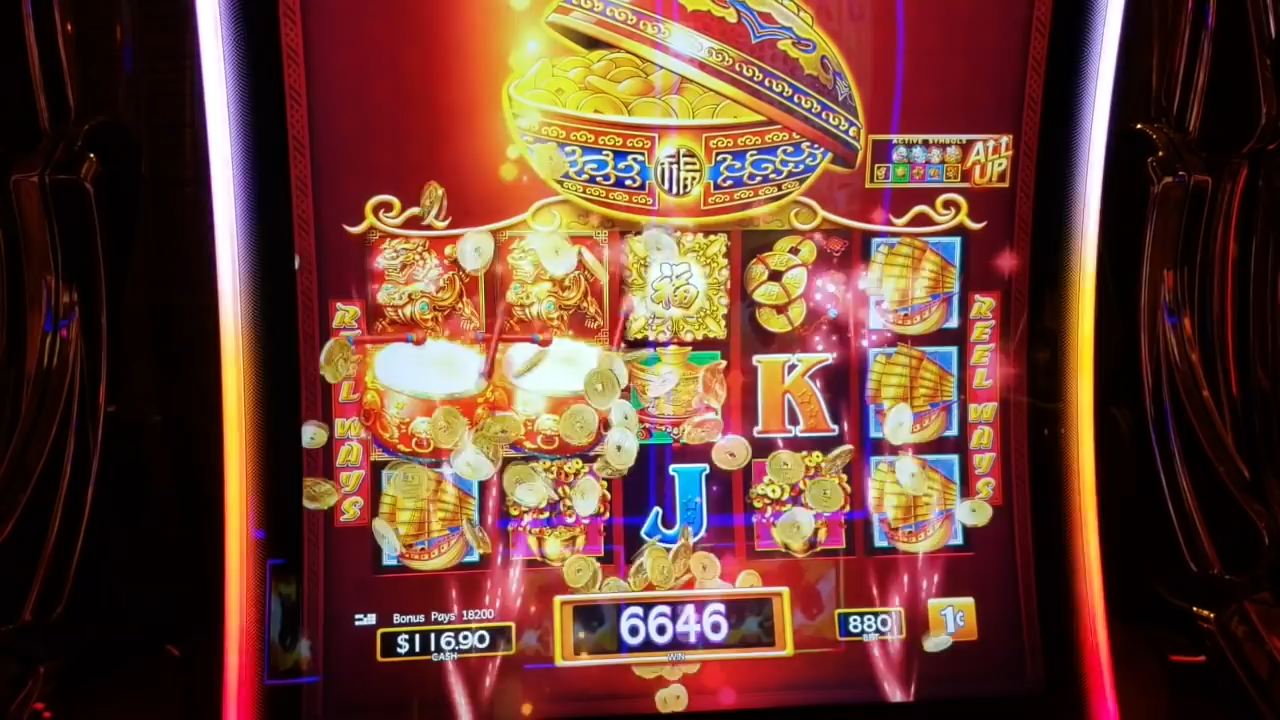 福
ACTIVE SYMBOLS
ALL UP
福
REEL WAYS
REEL WAYS
K
J
Bonus Pays 18200
$116.90
CASH
6646
WIN
880
BET
1¢